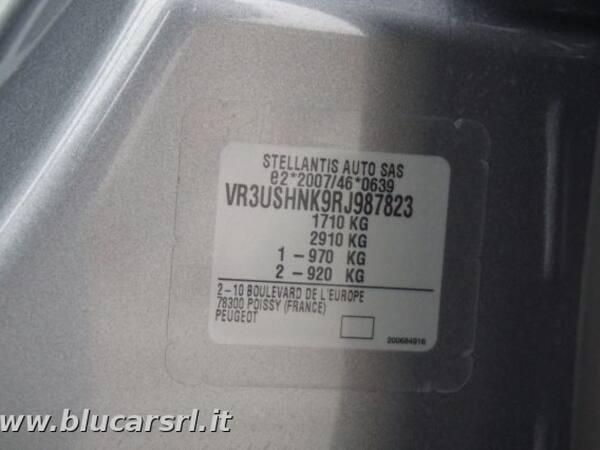 STELLANTIS AUTO SAS
e2*2007/46*0639
VR3USHNK9RJ987823
1710 KG
2910 KG
1 - 970 KG
2 - 920 KG
2-10 BOULEVARD DE L'EUROPE
78300 POISSY (FRANCE)
PEUGEOT
200684916
www.blucarsrl.it